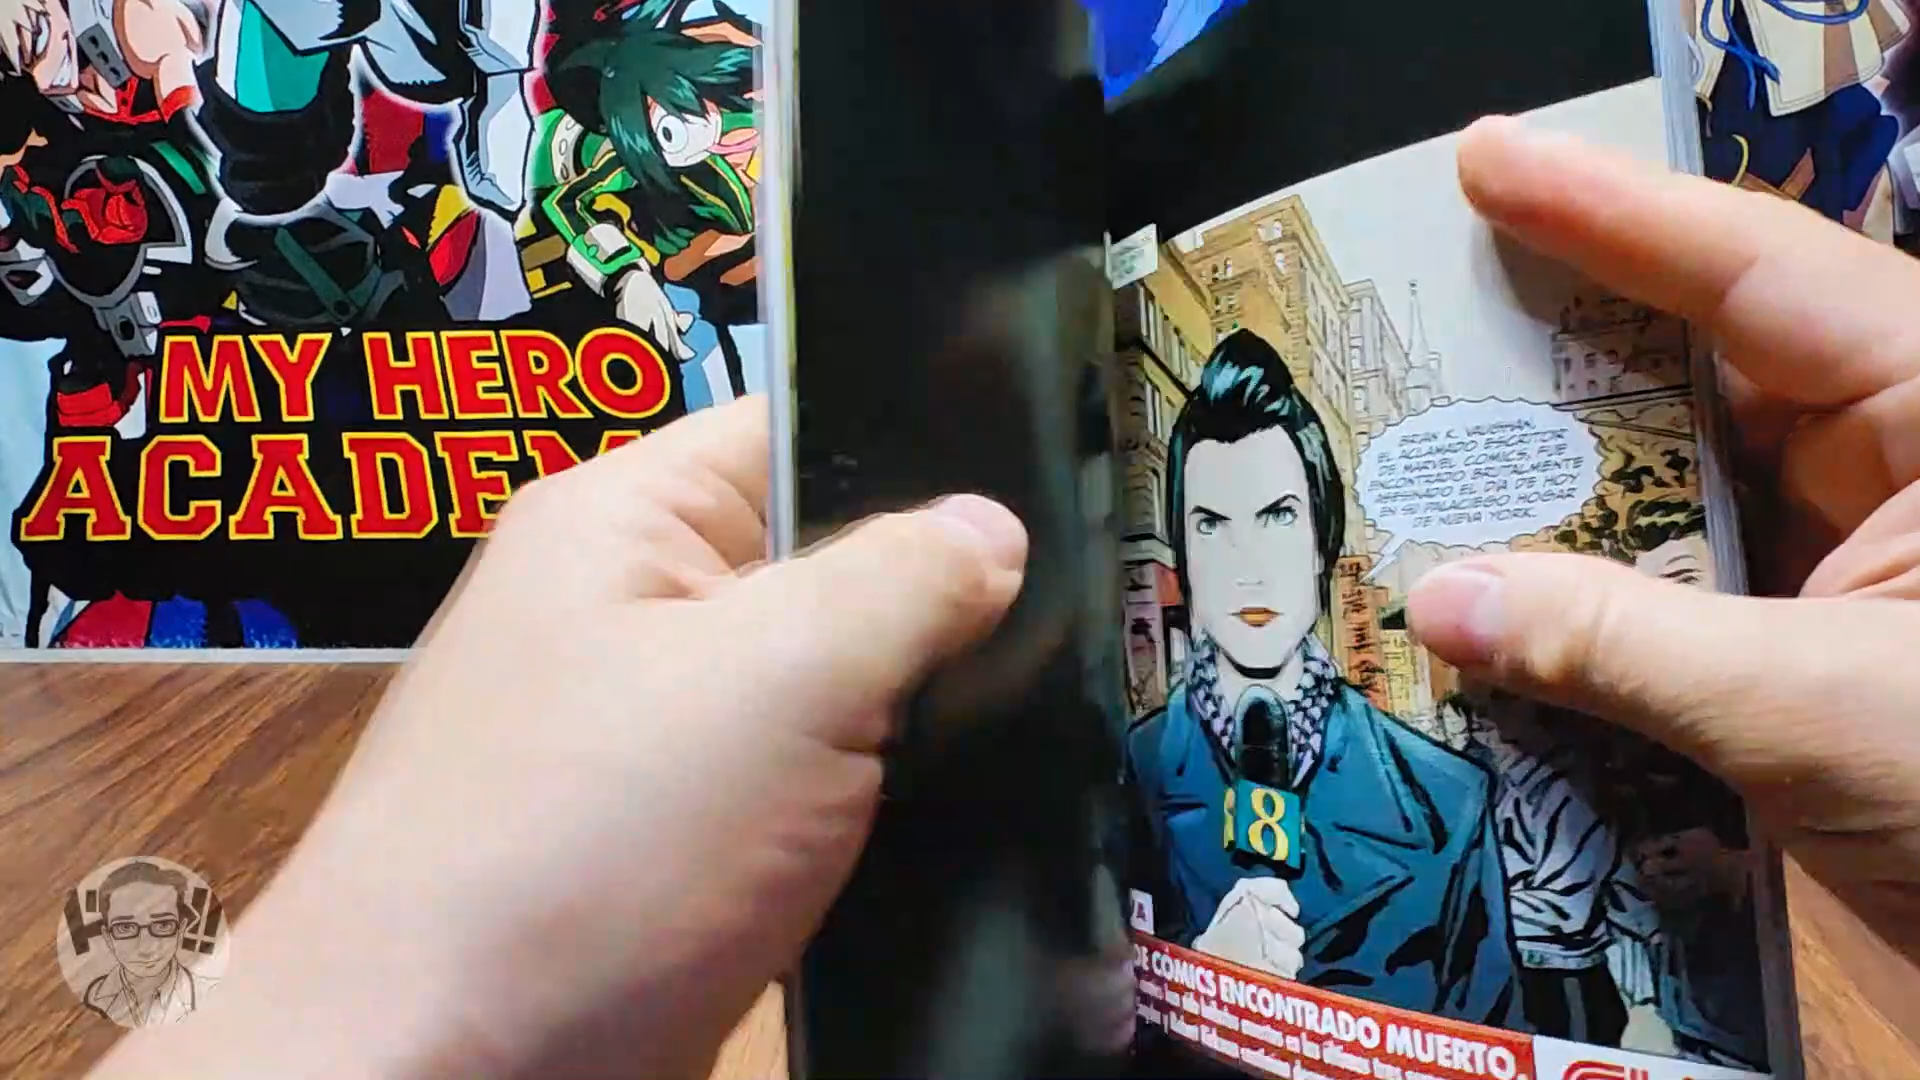 MY HERO
ACADEM
BRIAN K. VAUGHAN,
EL ACLAMADO ESCRITOR
DE MARVEL COMICS, FUE
ENCONTRADO BRUTALMENTE
ASESINADO EL DÍA DE HOY
EN SU PALACIEGO HOGAR
DE NUEVA YORK.
8
DE CÓMICS ENCONTRADO MUERTO.